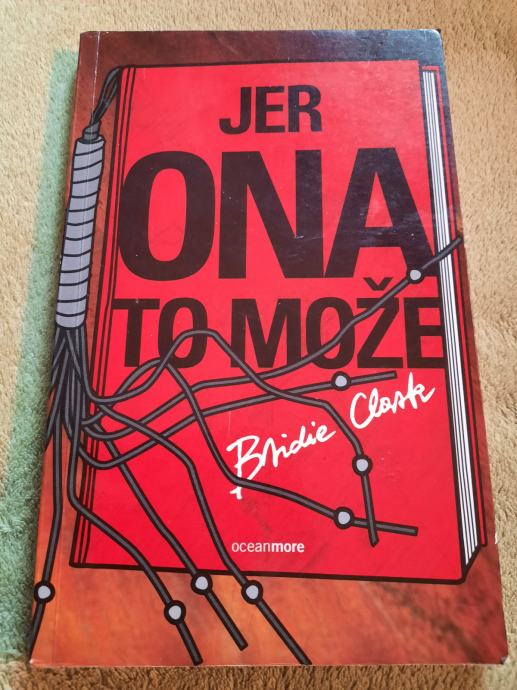 JER
ONA
TO MOŽE
Bridie Clark
oceanmore